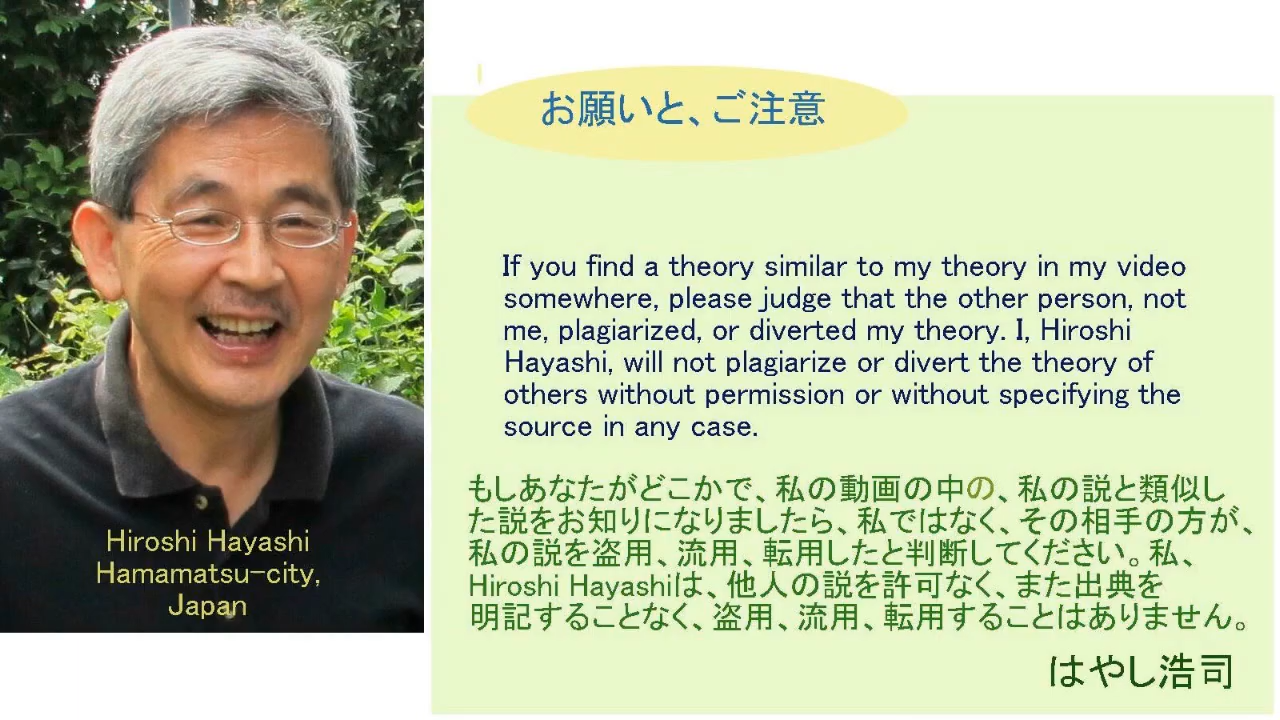 お願いと、ご注意
If you find a theory similar to my theory in my video
somewhere, please judge that the other person, not
me, plagiarized, or diverted my theory. I, Hiroshi
Hayashi, will not plagiarize or divert the theory of
others without permission or without specifying the
source in any case.
もしあなたがどこかで、私の動画の中の、私の説と類似し
た説をお知りになりましたら、私ではなく、その相手の方が、
私の説を盗用、流用、転用したと判断してください。私、
Hiroshi Hayashiは、他人の説を許可なく、また出典を
明記することなく、盗用、流用、転用することはありません。
はやし浩司
Hiroshi Hayashi
Hamamatsu-city,
Japan